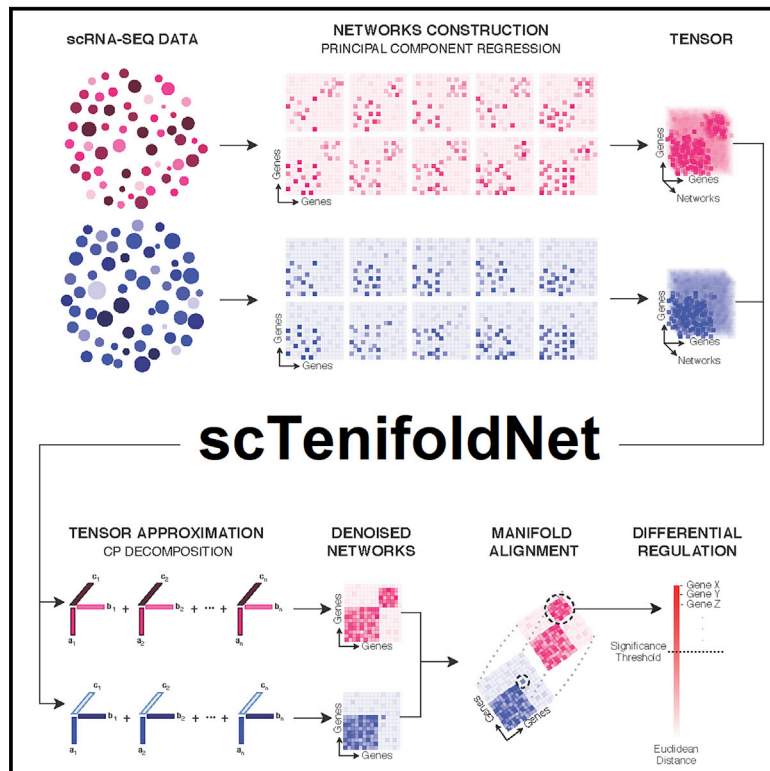 scRNA-SEQ DATA
NETWORKS CONSTRUCTION
PRINCIPAL COMPONENT REGRESSION
TENSOR
Genes
Genes
Genes
Genes
Networks
Genes
Genes
Genes
Genes
Networks
scTenifoldNet
TENSOR APPROXIMATION
CP DECOMPOSITION
DENOISED
NETWORKS
MANIFOLD
ALIGNMENT
DIFFERENTIAL
REGULATION
c1 c2 cn
b1 + b2 + ... + bn
a1 a2 an
Genes
Genes
c1 c2 cn
b1 + b2 + ... + bn
a1 a2 an
Genes
Genes
Genes
Genes
Gene X
Gene Y
Gene Z
Significance
Threshold
Euclidean
Distance